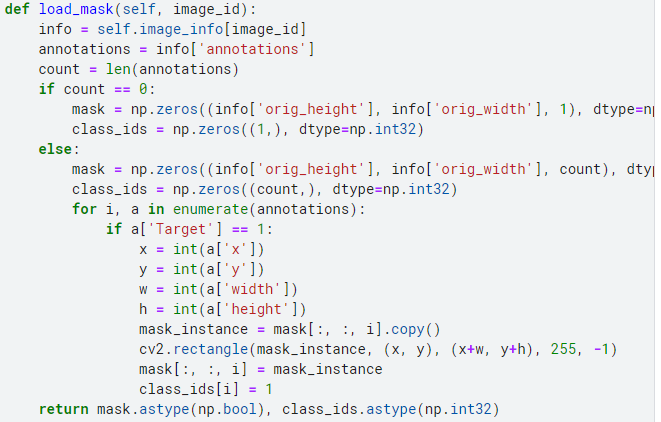 def load_mask(self, image_id):
    info = self.image_info[image_id]
    annotations = info['annotations']
    count = len(annotations)
    if count == 0:
        mask = np.zeros((info['orig_height'], info['orig_width'], 1), dtype=np
        class_ids = np.zeros((1,), dtype=np.int32)
    else:
        mask = np.zeros((info['orig_height'], info['orig_width'], count), dty
        class_ids = np.zeros((count,), dtype=np.int32)
        for i, a in enumerate(annotations):
            if a['Target'] == 1:
                x = int(a['x'])
                y = int(a['y'])
                w = int(a['width'])
                h = int(a['height'])
                mask_instance = mask[:, :, i].copy()
                cv2.rectangle(mask_instance, (x, y), (x+w, y+h), 255, -1)
                mask[:, :, i] = mask_instance
                class_ids[i] = 1
    return mask.astype(np.bool), class_ids.astype(np.int32)